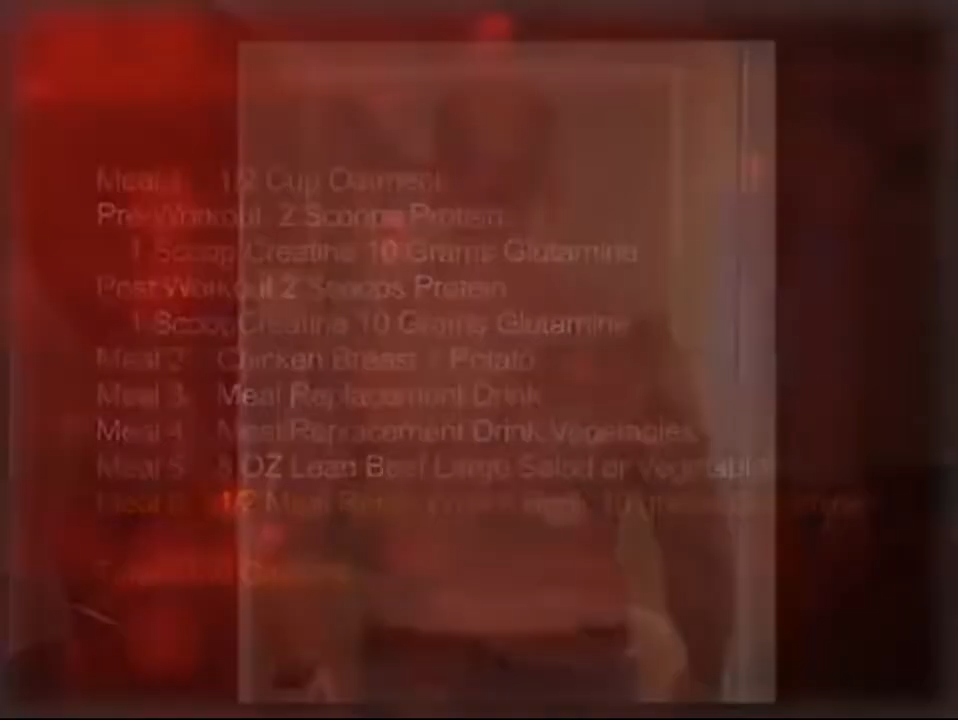 Meal 1 1/2 Cup Oatmeal
Pre Workout 2 Scoops Protein
1 Scoop Creatine 10 Grams Glutamine
Post Workout 2 Scoops Protein
1 Scoop Creatine 10 Grams Glutamine
Meal 2 Chicken Breast 1 Potato
Meal 3 Meal Replacement Drink
Meal 4 Meal Replacement Drink Vegetables
Meal 5 8 OZ Lean Beef Large Salad or Vegetables
Meal 6 1/2 Meal